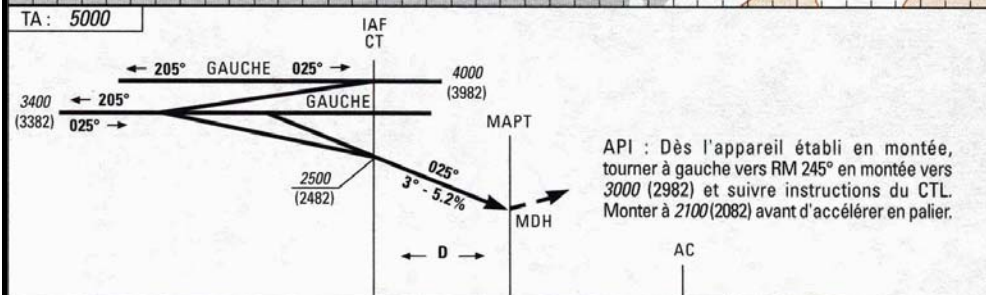 TA : 5000
IAF
CT
← 205° GAUCHE 025° →
4000
(3982)
3400
(3382)
← 205°
GAUCHE
025° →
MAPT
2500
(2482)
025°
3° - 5.2%
MDH
← D →
API : Dès l'appareil établi en montée,
tourner à gauche vers RM 245° en montée vers
3000 (2982) et suivre instructions du CTL.
Monter à 2100 (2082) avant d'accélérer en palier.
AC